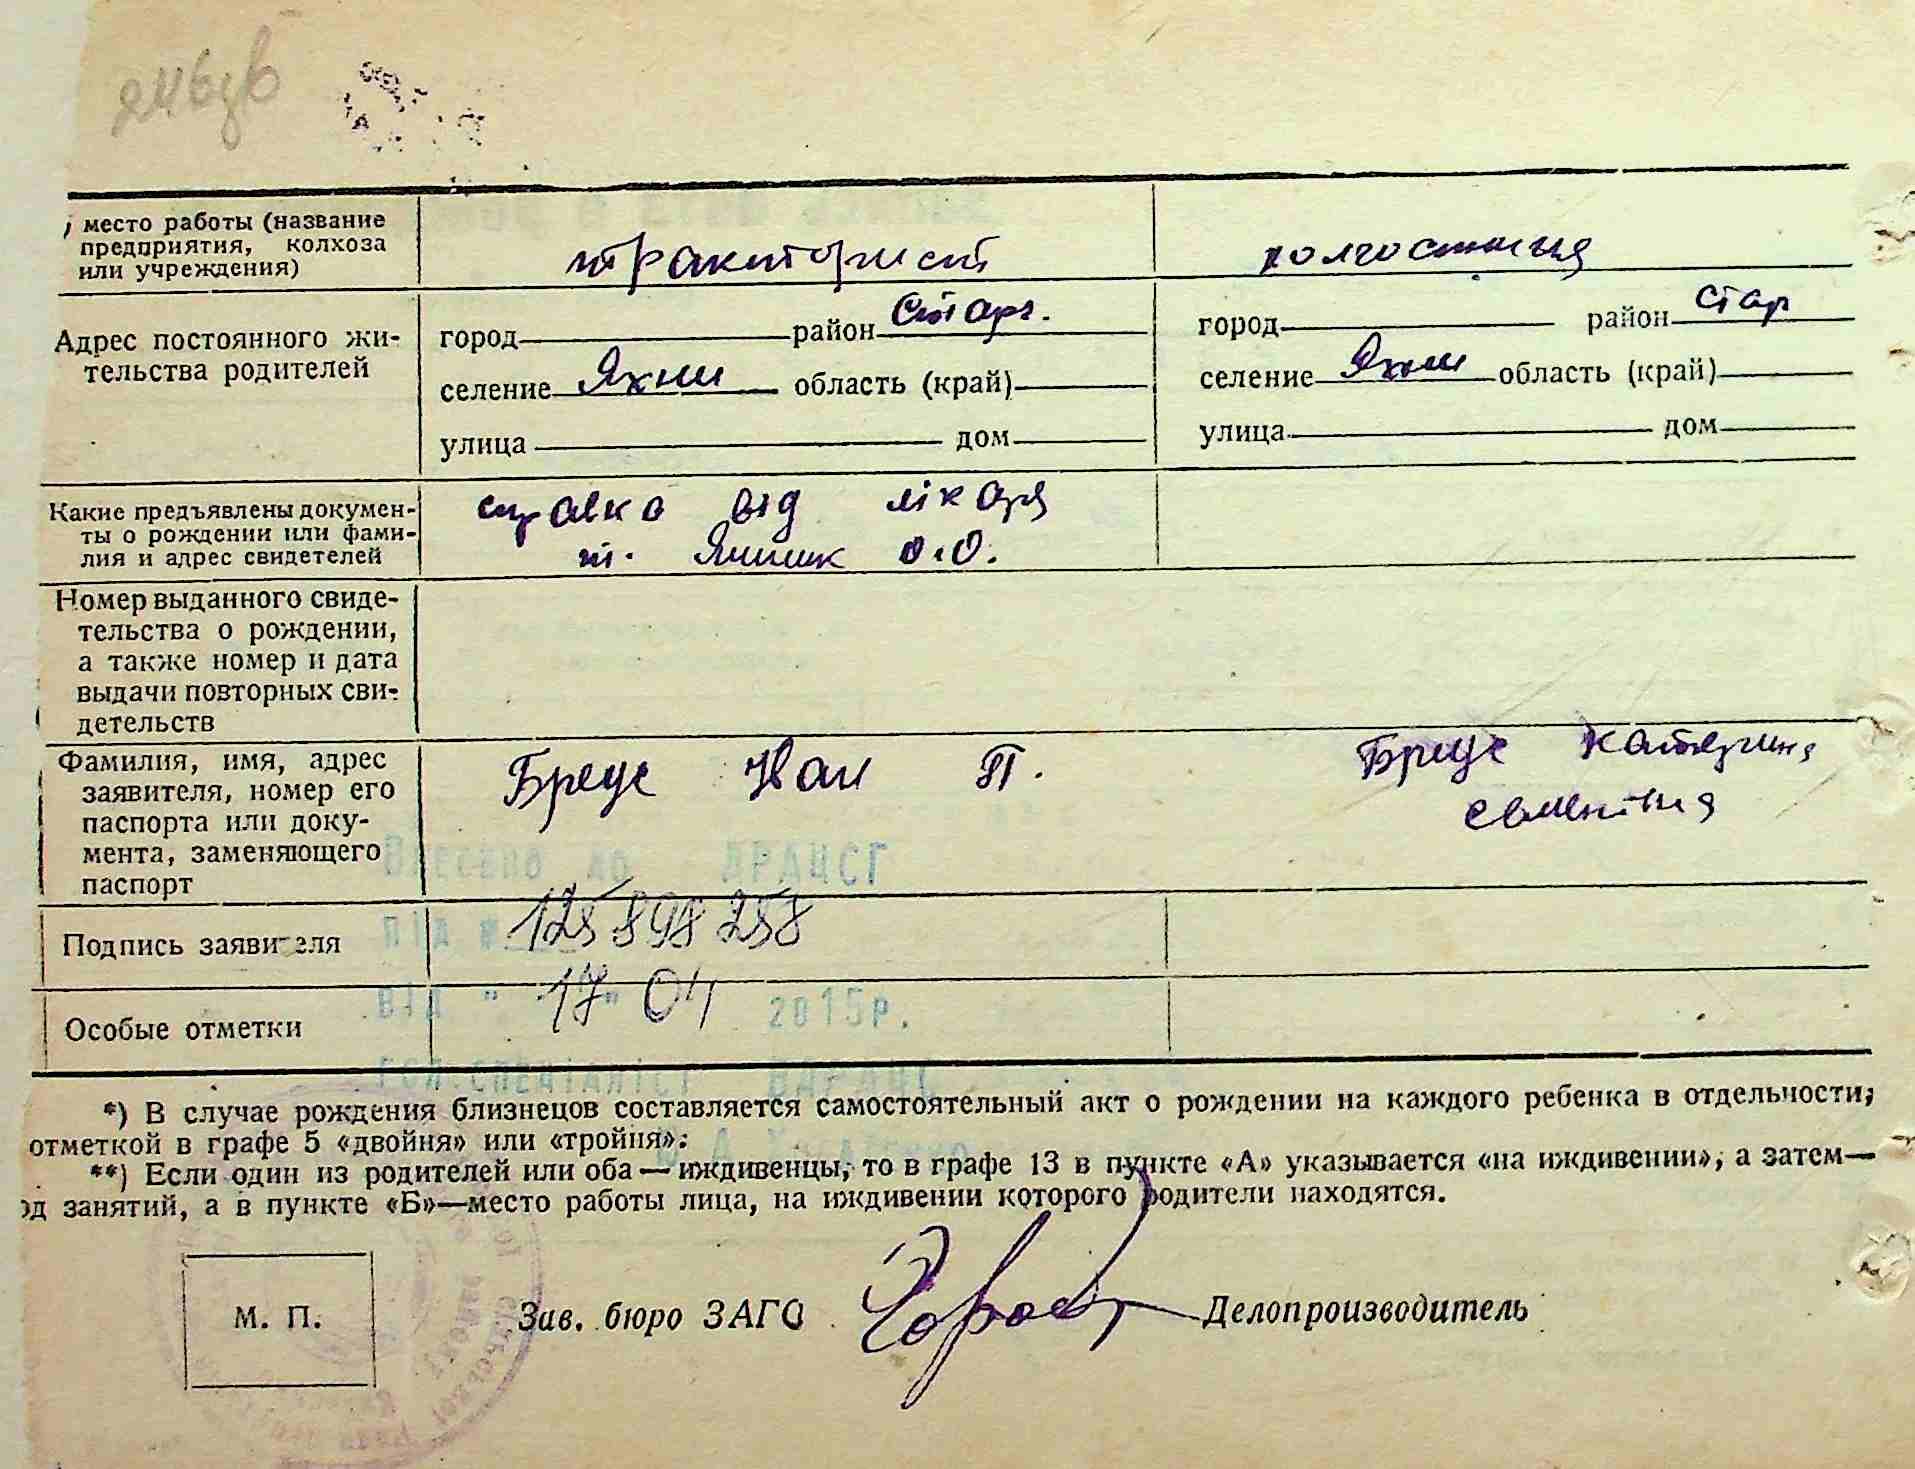 место работы (название
предприятия, колхоза
или учреждения)
тракторист
колгоспниця
Адрес постоянного жи-
тельства родителей
город район Стар.
селение Яхни область (край)
улица дом
город район Стар
селение Яхни область (край)
улица дом
Какие предъявлены докумен-
ты о рождении или фами-
лия и адрес свидетелей
справка від лікаря
т. О.О.
Номер выданного свиде-
тельства о рождении,
а также номер и дата
выдачи повторных сви-
детельств
Фамилия, имя, адрес
заявителя, номер его
паспорта или доку-
мента, заменяющего
паспорт
Бреус Иван П.
Бреус Катерина
Внесено до ДРАЦСГ
Подпись заявителя
під № 125 898 258
Особые отметки
від " 17 " 04 2015р.
гол.спеціаліст ВДРАЦС
*) В случае рождения близнецов составляется самостоятельный акт о рождении на каждого ребенка в отдельности,
отметкой в графе 5 «двойня» или «тройня».
**) Если один из родителей или оба — иждивенцы, то в графе 13 в пункте «А» указывается «на иждивении», а затем—
од занятий, а в пункте «Б»—место работы лица, на иждивении которого родители находятся.
М. П.
Зав. бюро ЗАГС
Делопроизводитель